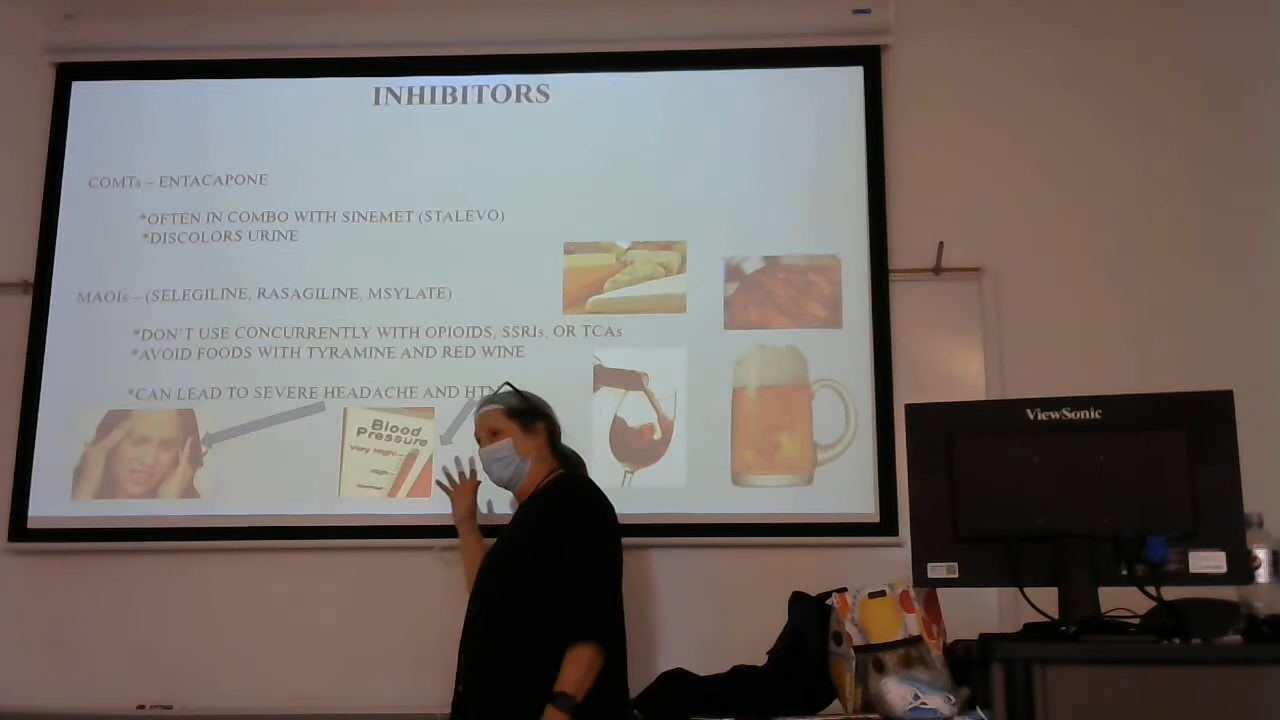 INHIBITORS
COMTs – ENTACAPONE
*OFTEN IN COMBO WITH SINEMET (STALEVO)
*DISCOLORS URINE
MAOIs – (SELEGILINE, RASAGILINE, MSYLATE)
*DON'T USE CONCURRENTLY WITH OPIOIDS, SSRIs, OR TCAs
*AVOID FOODS WITH TYRAMINE AND RED WINE
*CAN LEAD TO SEVERE HEADACHE AND HTN
Blood
Pressure
Very High
High
ViewSonic